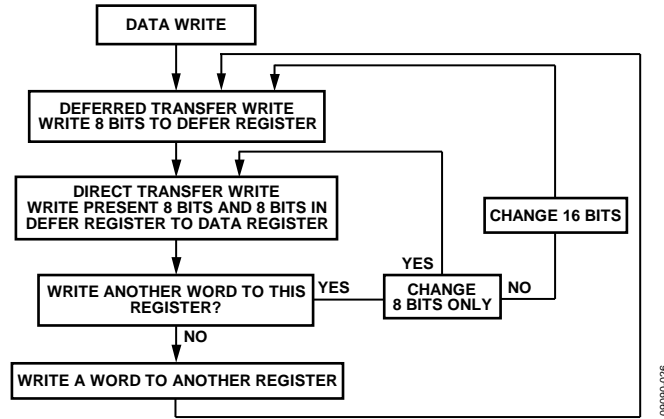 DATA WRITE
DEFERRED TRANSFER WRITE
WRITE 8 BITS TO DEFER REGISTER
DIRECT TRANSFER WRITE
WRITE PRESENT 8 BITS AND 8 BITS IN
DEFER REGISTER TO DATA REGISTER
CHANGE 16 BITS
WRITE ANOTHER WORD TO THIS
REGISTER?
YES
YES
CHANGE
8 BITS ONLY
NO
NO
WRITE A WORD TO ANOTHER REGISTER